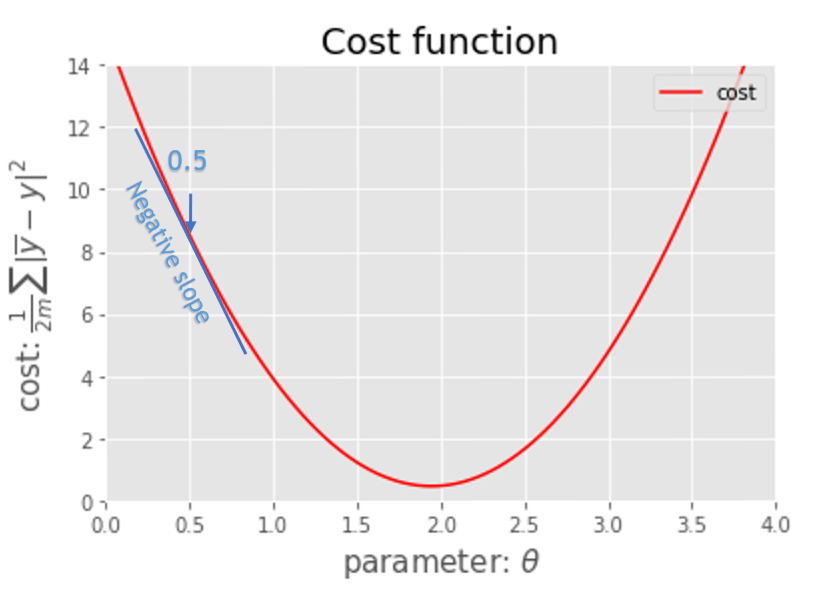 Cost function
cost: 1/2m ∑|y̅ − y|²
14
12
10
8
6
4
2
0
cost
0.5
Negative slope
0.0 0.5 1.0 1.5 2.0 2.5 3.0 3.5 4.0
parameter: θ